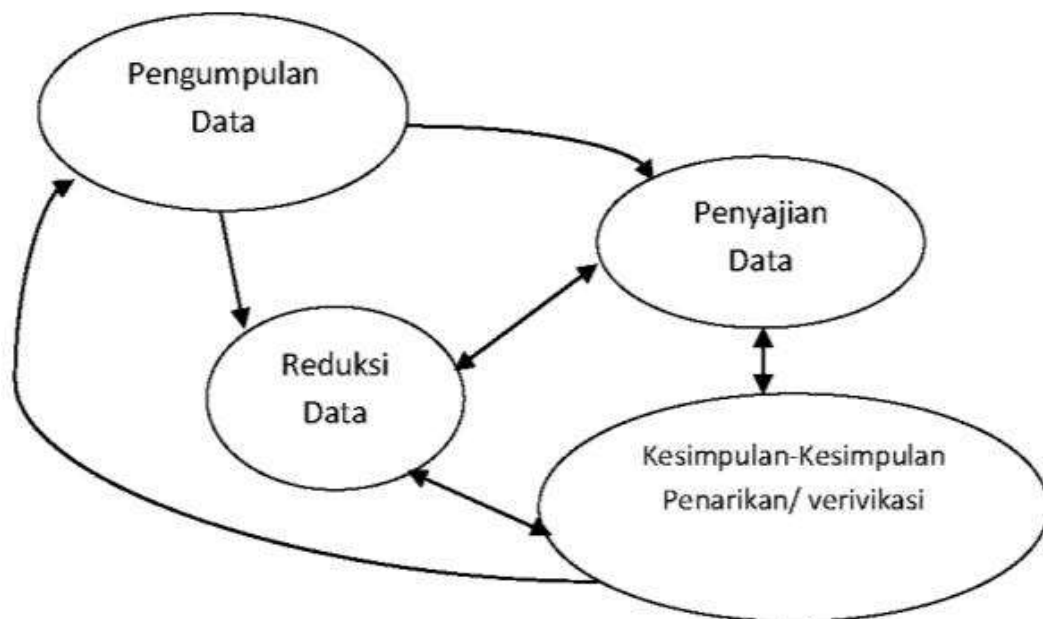 Pengumpulan
Data
Penyajian
Data
Reduksi
Data
Kesimpulan-Kesimpulan
Penarikan/ verivikasi